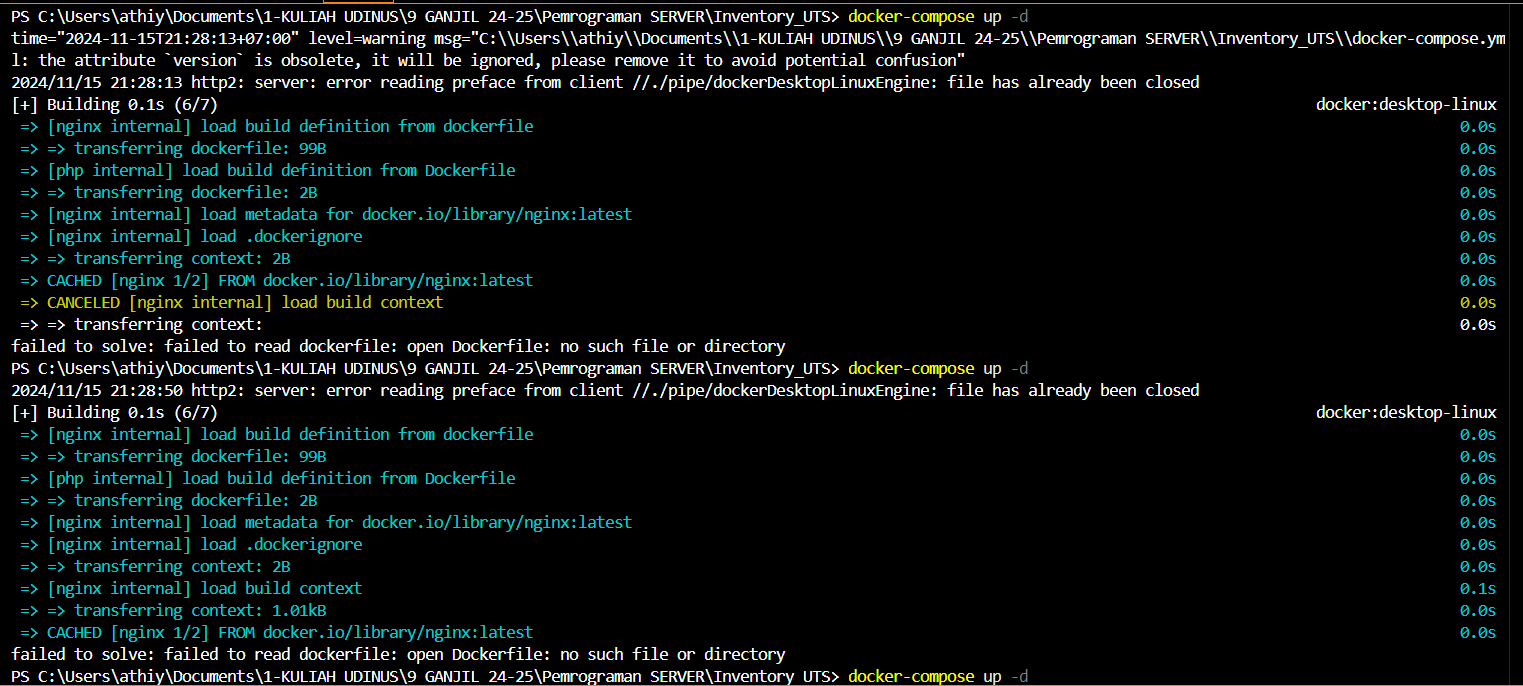 PS C:\Users\athiy\Documents\1-KULIAH UDINUS\9 GANJIL 24-25\Pemrograman SERVER\Inventory_UTS> docker-compose up -d
time="2024-11-15T21:28:13+07:00" level=warning msg="C:\\Users\\athiy\\Documents\\1-KULIAH UDINUS\\9 GANJIL 24-25\\Pemrograman SERVER\\Inventory_UTS\\docker-compose.ym
l: the attribute `version` is obsolete, it will be ignored, please remove it to avoid potential confusion"
2024/11/15 21:28:13 http2: server: error reading preface from client //./pipe/dockerDesktopLinuxEngine: file has already been closed
[+] Building 0.1s (6/7) docker:desktop-linux
=> [nginx internal] load build definition from dockerfile 0.0s
=> => transferring dockerfile: 99B 0.0s
=> [php internal] load build definition from Dockerfile 0.0s
=> => transferring dockerfile: 2B 0.0s
=> [nginx internal] load metadata for docker.io/library/nginx:latest 0.0s
=> [nginx internal] load .dockerignore 0.0s
=> => transferring context: 2B 0.0s
=> CACHED [nginx 1/2] FROM docker.io/library/nginx:latest 0.0s
=> CANCELED [nginx internal] load build context 0.0s
=> => transferring context: 0.0s
failed to solve: failed to read dockerfile: open Dockerfile: no such file or directory
PS C:\Users\athiy\Documents\1-KULIAH UDINUS\9 GANJIL 24-25\Pemrograman SERVER\Inventory_UTS> docker-compose up -d
2024/11/15 21:28:50 http2: server: error reading preface from client //./pipe/dockerDesktopLinuxEngine: file has already been closed
[+] Building 0.1s (6/7) docker:desktop-linux
=> [nginx internal] load build definition from dockerfile 0.0s
=> => transferring dockerfile: 99B 0.0s
=> [php internal] load build definition from Dockerfile 0.0s
=> => transferring dockerfile: 2B 0.0s
=> [nginx internal] load metadata for docker.io/library/nginx:latest 0.0s
=> [nginx internal] load .dockerignore 0.0s
=> => transferring context: 2B 0.0s
=> [nginx internal] load build context 0.1s
=> => transferring context: 1.01kB 0.0s
=> CACHED [nginx 1/2] FROM docker.io/library/nginx:latest 0.0s
failed to solve: failed to read dockerfile: open Dockerfile: no such file or directory
PS C:\Users\athiy\Documents\1-KULIAH UDINUS\9 GANJIL 24-25\Pemrograman SERVER\Inventory_UTS> docker-compose up -d